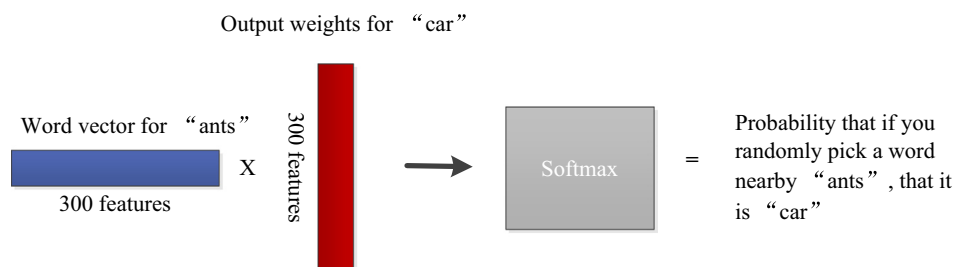 Output weights for “car”
Word vector for “ants”
300 features
X
300 features
Softmax
=
Probability that if you
randomly pick a word
nearby “ants”, that it
is “car”